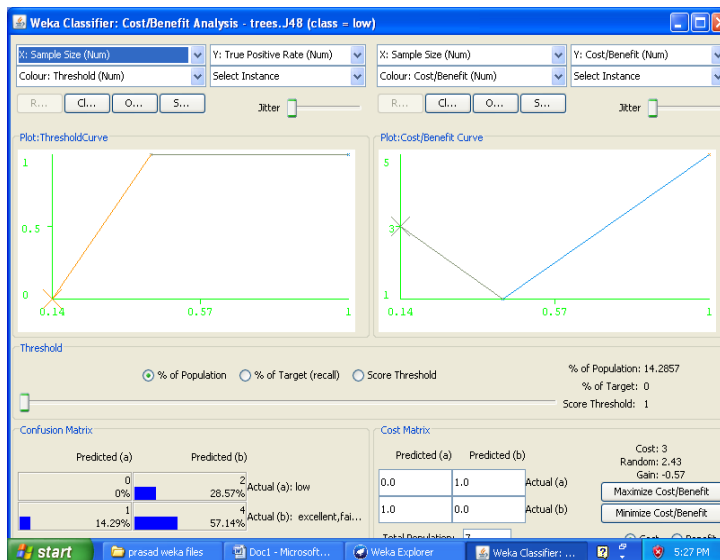 Weka Classifier: Cost/Benefit Analysis - trees.J48 (class = low)
X: Sample Size (Num) Y: True Positive Rate (Num) X: Sample Size (Num) Y: Cost/Benefit (Num)
Colour: Threshold (Num) Select Instance Colour: Cost/Benefit (Num) Select Instance
R... Cl... O... S... Jitter R... Cl... O... S... Jitter
Plot:ThresholdCurve Plot:Cost/Benefit Curve
1 5
0.5 3
0 1
0.14 0.57 1 0.14 0.57 1
Threshold
% of Population % of Target (recall) Score Threshold
% of Population: 14.2857
% of Target: 0
Score Threshold: 1
Confusion Matrix
Predicted (a) Predicted (b)
0 2
0% 28.57% Actual (a): low
1 4
14.29% 57.14% Actual (b): excellent,fai...
Cost Matrix
Predicted (a) Predicted (b)
0.0 1.0 Actual (a)
1.0 0.0 Actual (b)
Total Population: 7
Cost: 3
Random: 2.43
Gain: -0.57
Maximize Cost/Benefit
Minimize Cost/Benefit
Cost Benefit
start prasad weka files Doc1 - Microsoft... Weka Explorer Weka Classifier: ... 5:27 PM